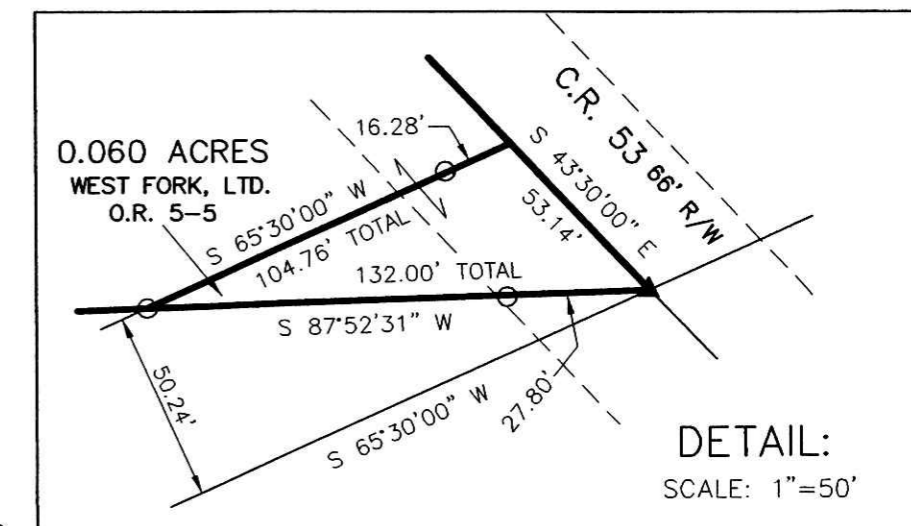 0.060 ACRES
WEST FORK, LTD.
O.R. 5-5
16.28'
C.R. 53 66' R/W
S 43°30'00" E
53.14'
S 65°30'00" W
104.76' TOTAL
132.00' TOTAL
S 87°52'31" W
50.24'
S 65°30'00" W
27.80'
DETAIL:
SCALE: 1"=50'